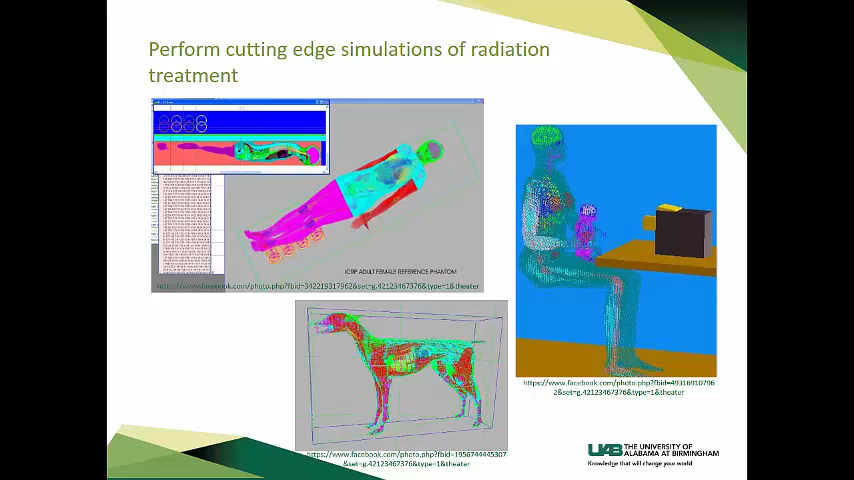 Perform cutting edge simulations of radiation
treatment
ICRP ADULT FEMALE REFERENCE PHANTOM
https://www.facebook.com/photo.php?fbid=342219317962&set=g.42123467376&type=1&theater
https://www.facebook.com/photo.php?fbid=49316910796
2&set=g.42123467376&type=1&theater
https://www.facebook.com/photo.php?fbid=1956744445307
&set=g.42123467376&type=1&theater
UAB THE UNIVERSITY OF
ALABAMA AT BIRMINGHAM
Knowledge that will change your world